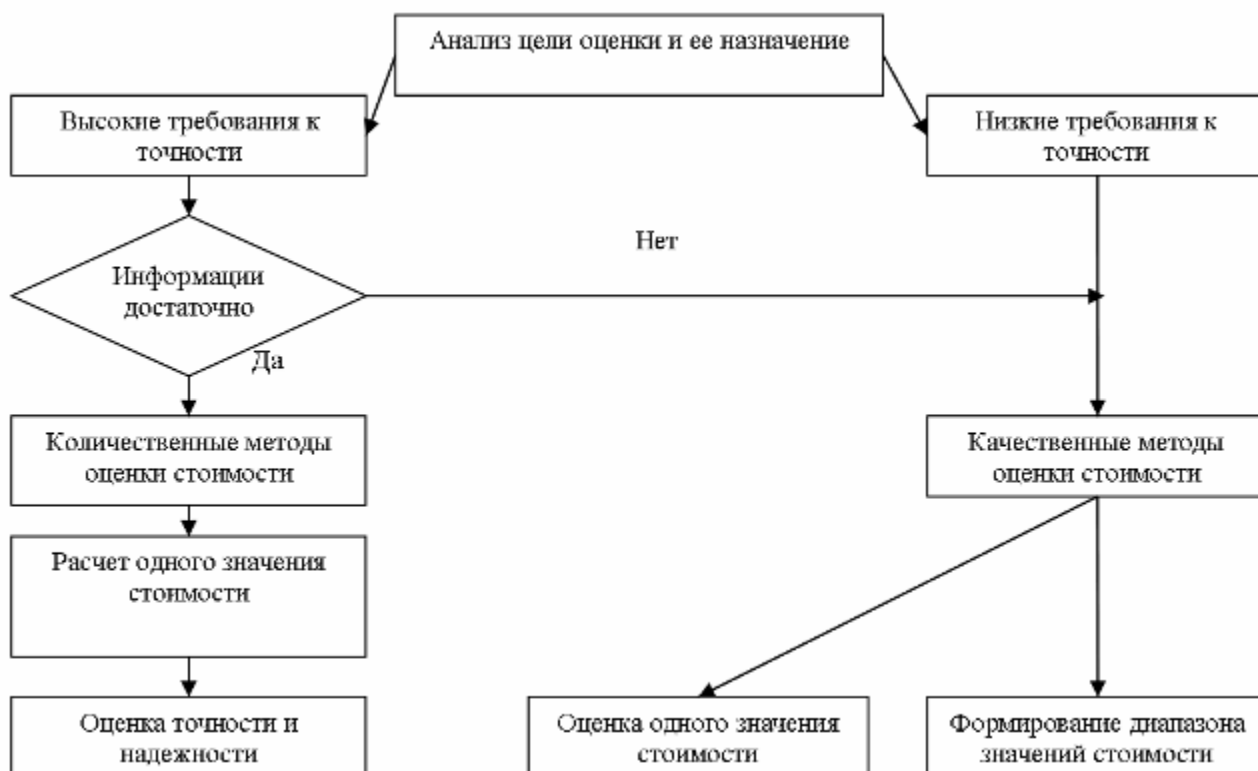 Анализ цели оценки и ее назначение
Высокие требования к
точности
Низкие требования к
точности
Нет
Информации
достаточно
Да
Количественные методы
оценки стоимости
Качественные методы
оценки стоимости
Расчет одного значения
стоимости
Оценка точности и
надежности
Оценка одного значения
стоимости
Формирование диапазона
значений стоимости